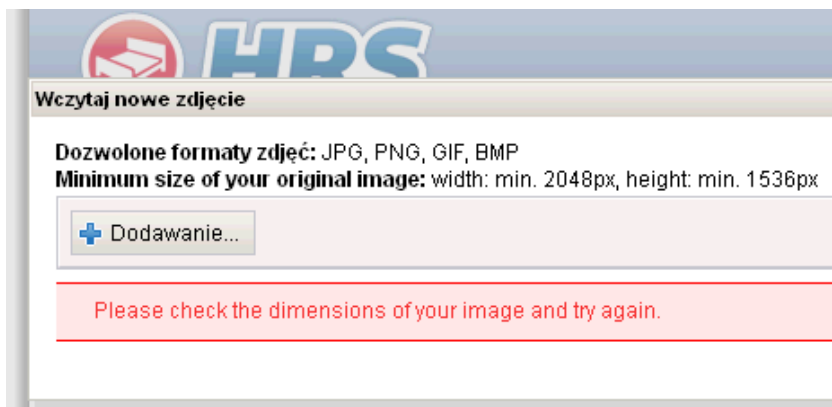 HRS
Wczytaj nowe zdjęcie
Dozwolone formaty zdjęć: JPG, PNG, GIF, BMP
Minimum size of your original image: width: min. 2048px, height: min. 1536px
Dodawanie...
Please check the dimensions of your image and try again.